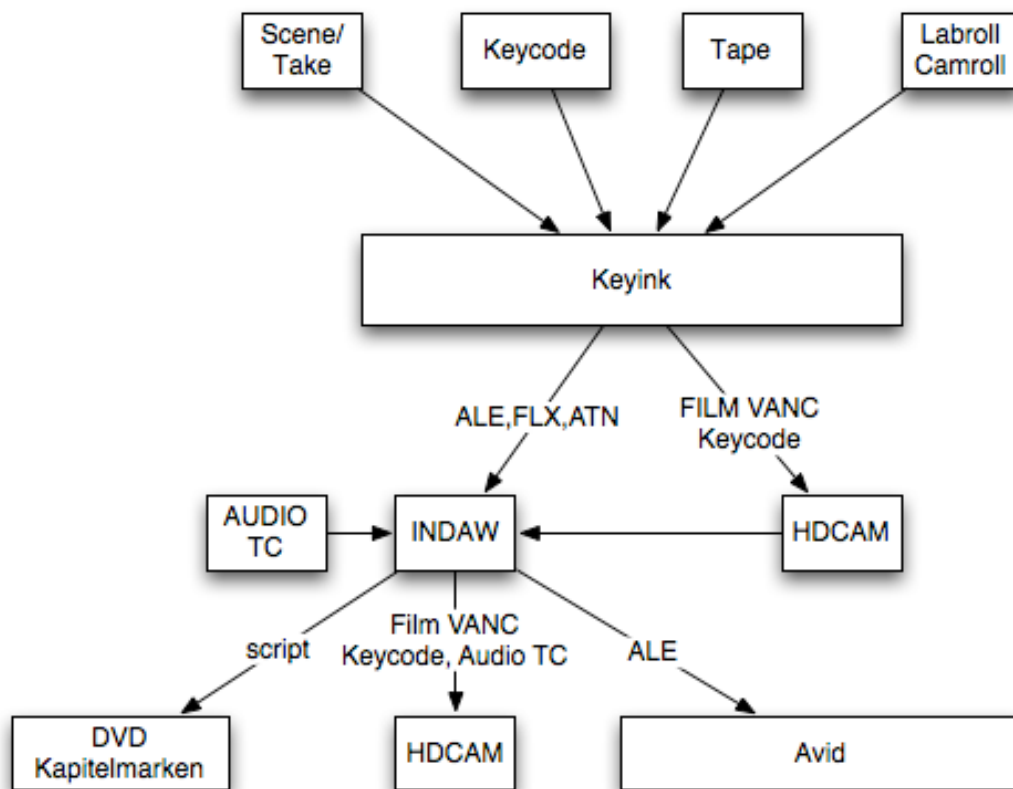 Scene/
Take
Keycode
Tape
Labroll
Camroll
Keyink
ALE,FLX,ATN
FILM VANC
Keycode
AUDIO
TC
INDAW
HDCAM
script
Film VANC
Keycode, Audio TC
ALE
DVD
Kapitelmarken
HDCAM
Avid